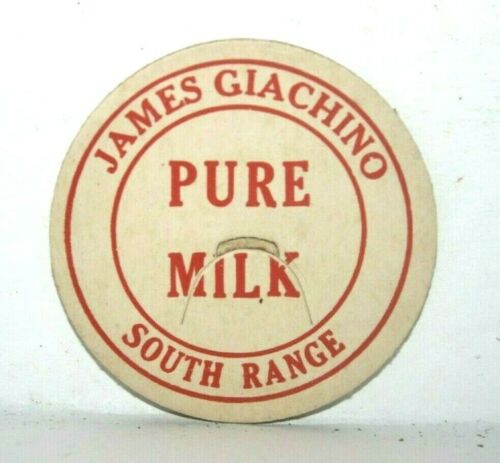 JAMES GIACHINO
PURE
MILK
SOUTH RANGE